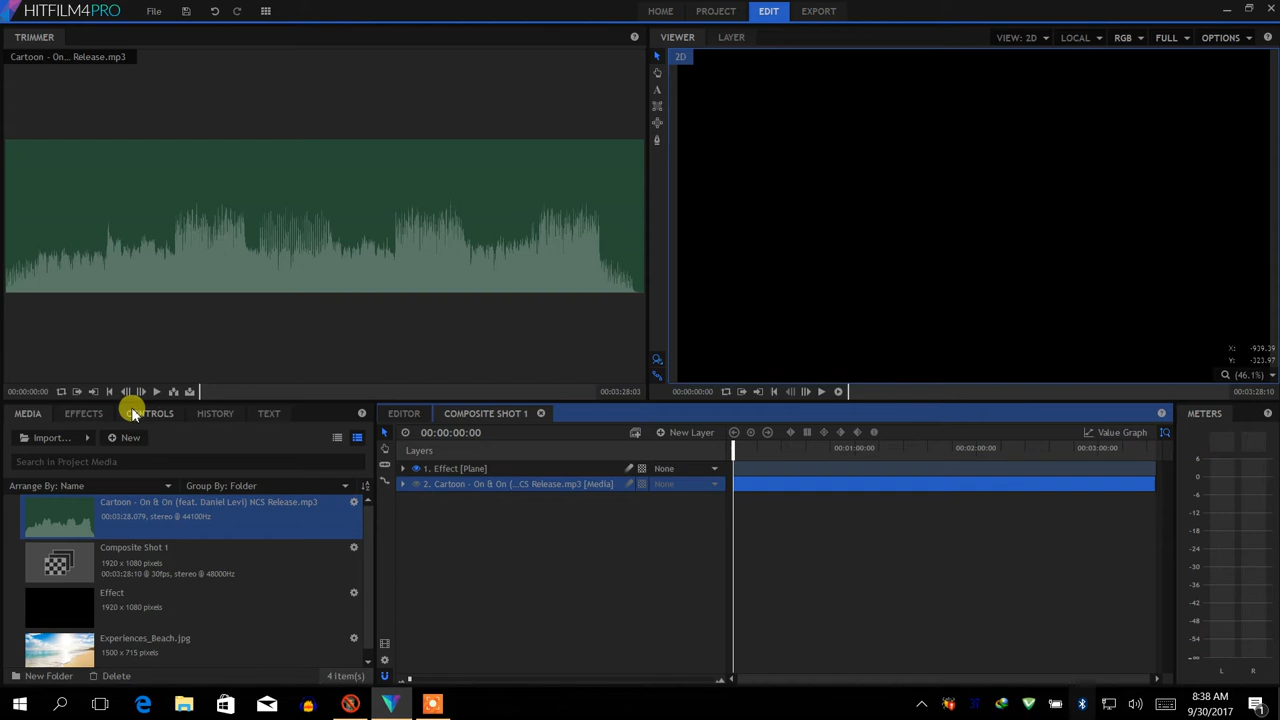 HITFILM4PRO File HOME PROJECT EDIT EXPORT
TRIMMER
VIEWER LAYER VIEW: 2D LOCAL RGB FULL OPTIONS
Cartoon - On... Release.mp3
2D
X: -939.39
Y: -323.97
(46.1%)
00:00:00:00 00:03:28:03
00:00:00:00 00:03:28:10
MEDIA EFFECTS CONTROLS HISTORY TEXT
EDITOR COMPOSITE SHOT 1 METERS
Import... New
00:00:00:00 New Layer Value Graph
Search in Project Media
Layers 00:01:00:00 00:02:00:00 00:03:00:00
1. Effect [Plane] None
2. Cartoon - On & On (...CS Release.mp3 [Media] None
Arrange By: Name Group By: Folder
Cartoon - On & On (feat. Daniel Levi) NCS Release.mp3
00:03:28.079, stereo @ 44100Hz
Composite Shot 1
1920 x 1080 pixels
00:03:28:10 @ 30fps, stereo @ 48000Hz
Effect
1920 x 1080 pixels
Experiences_Beach.jpg
1500 x 715 pixels
New Folder Delete 4 item(s)
6
0
-6
-12
-18
-24
-30
-36
-42
-48
-54
-∞
L R
8:38 AM
9/30/2017
1